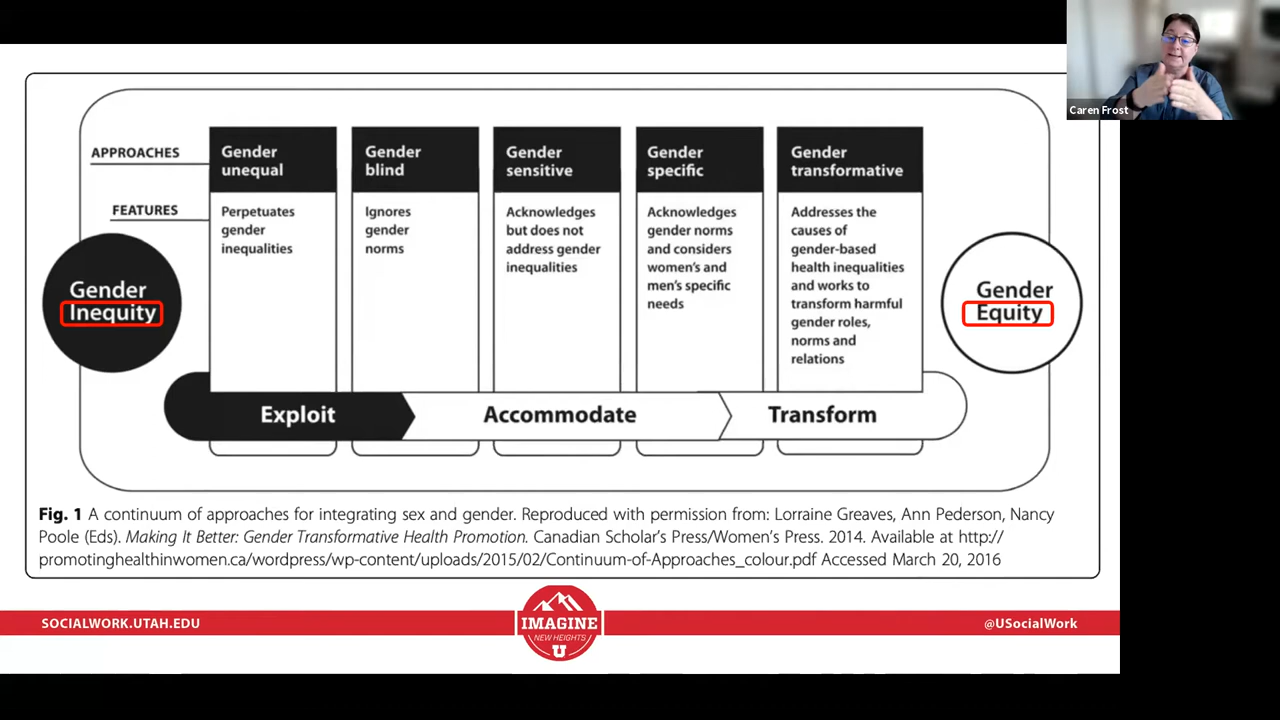 Caren Frost
APPROACHES
FEATURES
Gender
unequal
Perpetuates
gender
inequalities
Gender
blind
Ignores
gender
norms
Gender
sensitive
Acknowledges
but does not
address gender
inequalities
Gender
specific
Acknowledges
gender norms
and considers
women's and
men's specific
needs
Gender
transformative
Addresses the
causes of
gender-based
health inequalities
and works to
transform harmful
gender roles,
norms and
relations
Gender
Inequity
Gender
Equity
Exploit
Accommodate
Transform
Fig. 1 A continuum of approaches for integrating sex and gender. Reproduced with permission from: Lorraine Greaves, Ann Pederson, Nancy
Poole (Eds). Making It Better: Gender Transformative Health Promotion. Canadian Scholar's Press/Women's Press. 2014. Available at http://
promotinghealthinwomen.ca/wordpress/wp-content/uploads/2015/02/Continuum-of-Approaches_colour.pdf Accessed March 20, 2016
SOCIALWORK.UTAH.EDU
IMAGINE
NEW HEIGHTS
U
@USocialWork